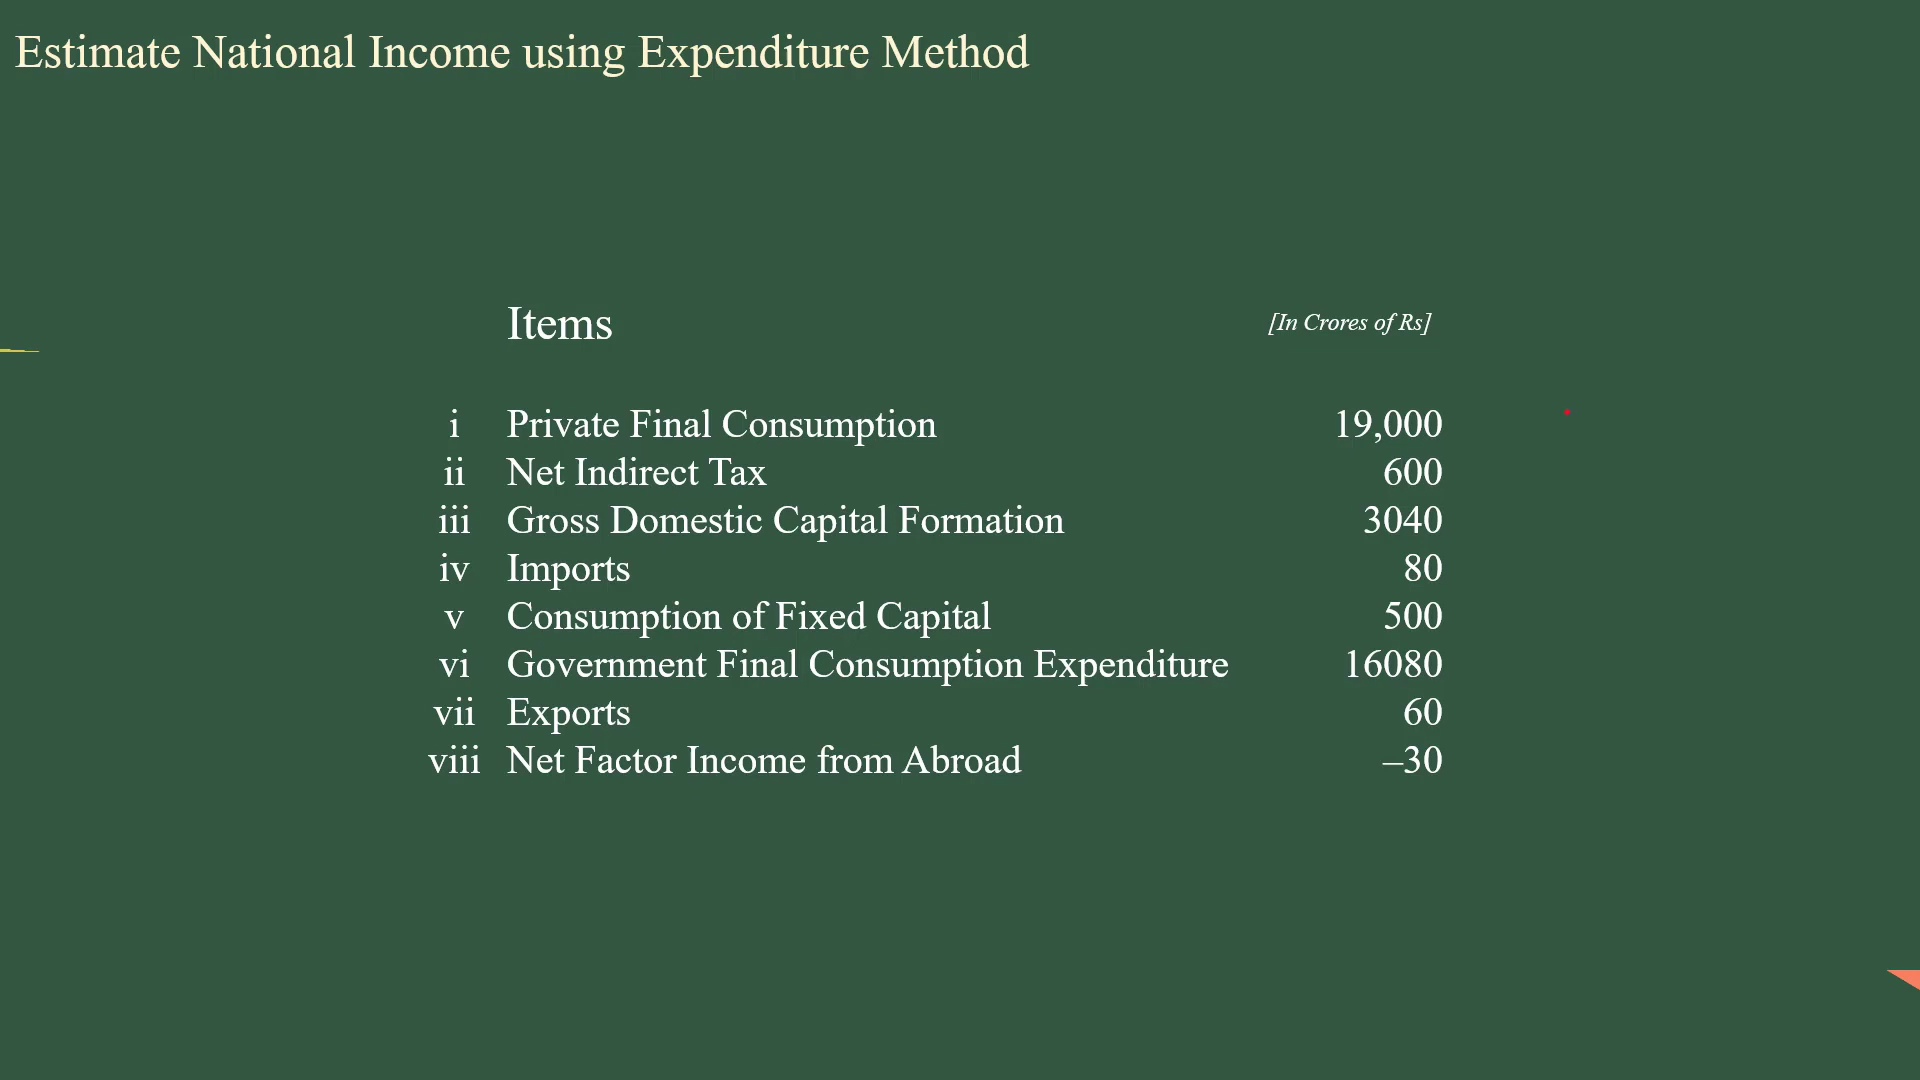 Estimate National Income using Expenditure Method
Items [In Crores of Rs]
i Private Final Consumption 19,000
ii Net Indirect Tax 600
iii Gross Domestic Capital Formation 3040
iv Imports 80
v Consumption of Fixed Capital 500
vi Government Final Consumption Expenditure 16080
vii Exports 60
viii Net Factor Income from Abroad –30